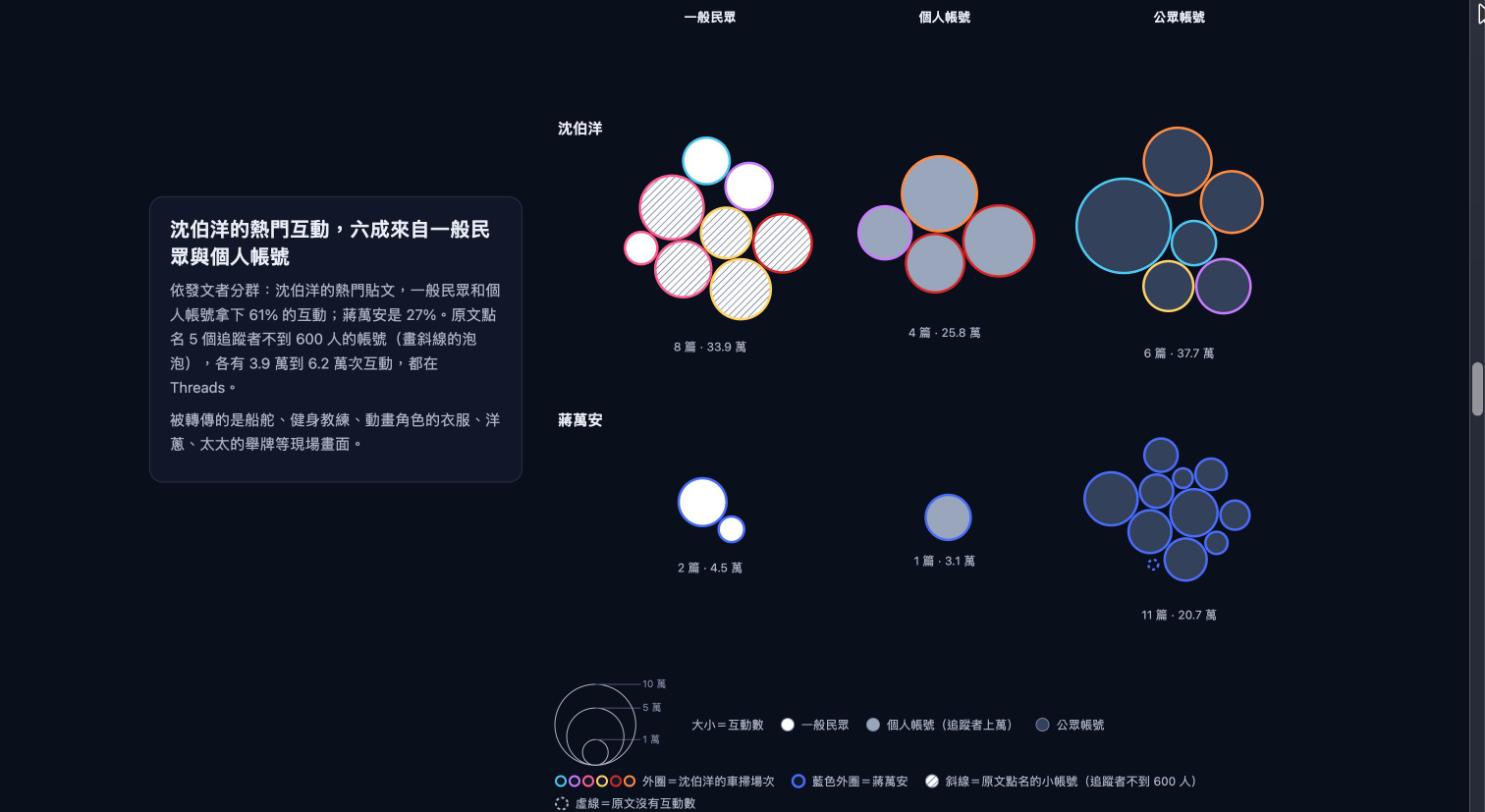 一般民眾
個人帳號
公眾帳號
沈伯洋
沈伯洋的熱門互動，六成來自一般民
眾與個人帳號
依發文者分群：沈伯洋的熱門貼文，一般民眾和個
人帳號拿下 61% 的互動；蔣萬安是 27%。原文點
名 5 個追蹤者不到 600 人的帳號（畫斜線的泡
泡），各有 3.9 萬到 6.2 萬次互動，都在
Threads。
被轉傳的是船舵、健身教練、動畫角色的衣服、洋
蔥、太太的舉牌等現場畫面。
8 篇 · 33.9 萬
4 篇 · 25.8 萬
6 篇 · 37.7 萬
蔣萬安
2 篇 · 4.5 萬
1 篇 · 3.1 萬
11 篇 · 20.7 萬
10 萬
5 萬
1 萬
大小＝互動數
一般民眾
個人帳號（追蹤者上萬）
公眾帳號
外圈＝沈伯洋的車掃場次
藍色外圈＝蔣萬安
斜線＝原文點名的小帳號（追蹤者不到 600 人）
虛線＝原文沒有互動數